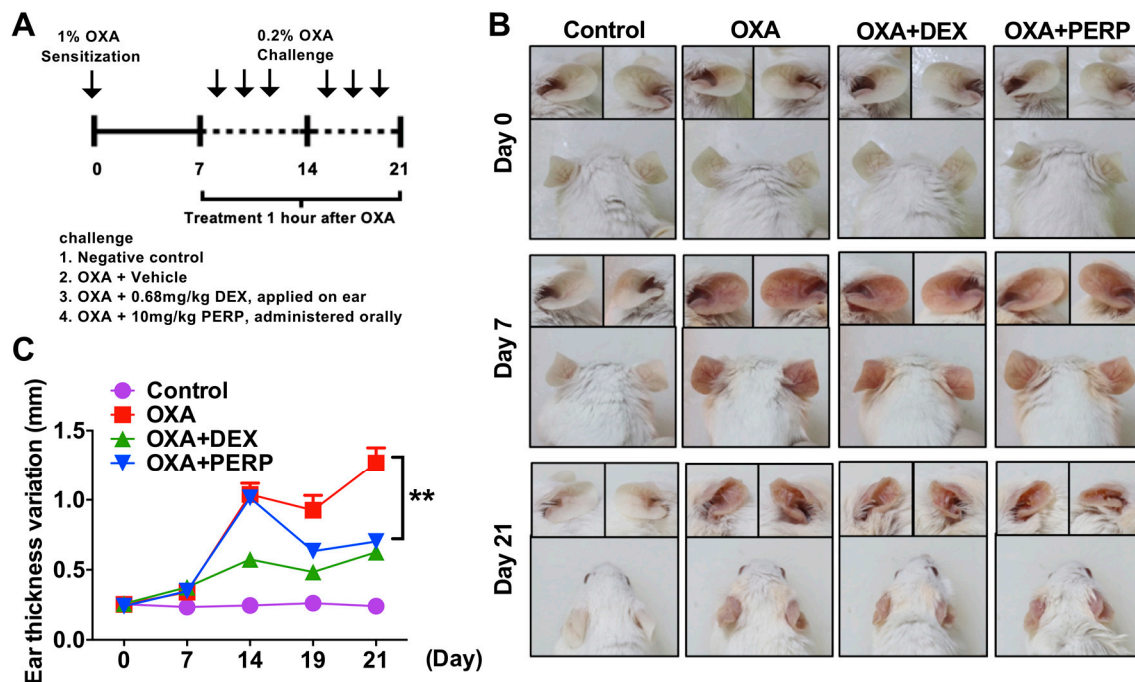 A
1% OXA
Sensitization
0.2% OXA
Challenge
0
7
14
21
Treatment 1 hour after OXA
challenge
1. Negative control
2. OXA + Vehicle
3. OXA + 0.68mg/kg DEX, applied on ear
4. OXA + 10mg/kg PERP, administered orally
B
Control OXA OXA+DEX OXA+PERP
Day 0
Day 7
Day 21
C
Control
OXA
OXA+DEX
OXA+PERP
Ear thickness variation (mm)
1.5
1.0
0.5
0.0
**
0 7 14 19 21 (Day)